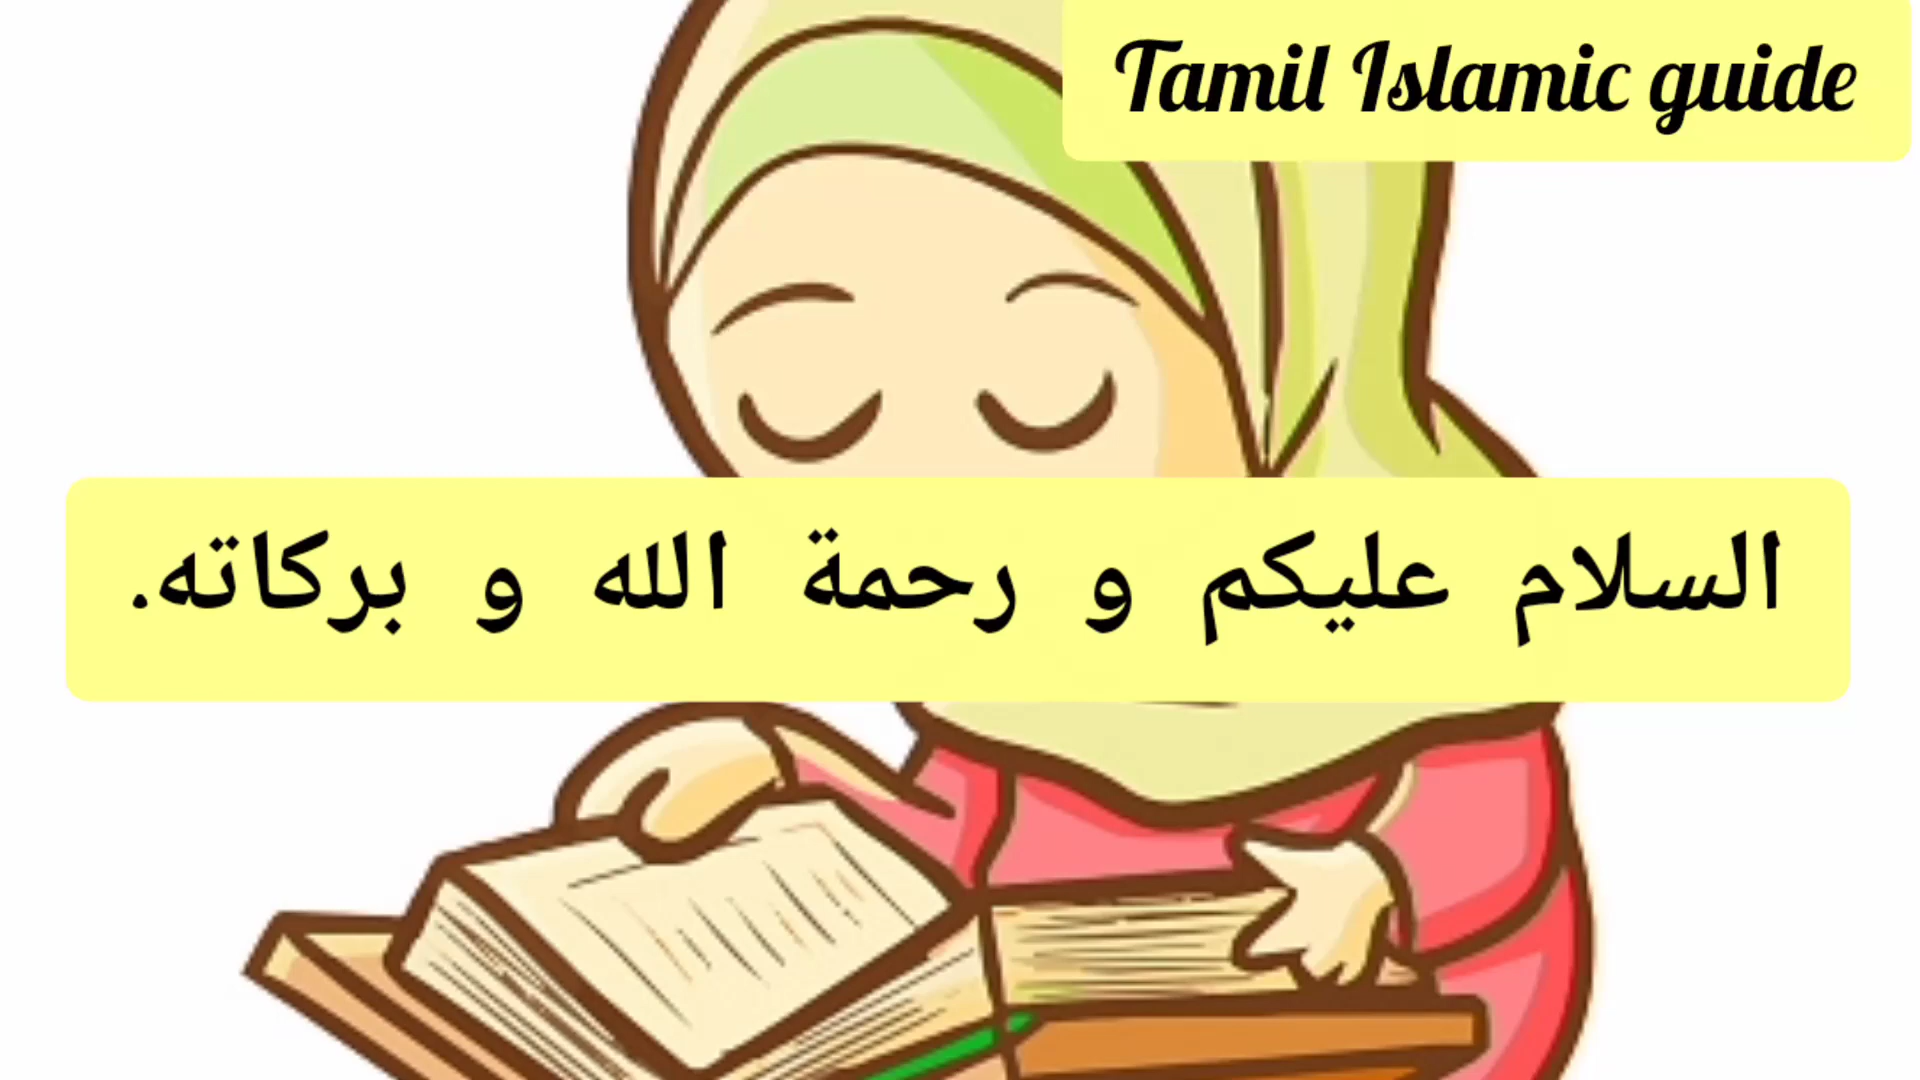 Tamil Islamic guide
السلام عليكم و رحمة الله و بركاته.